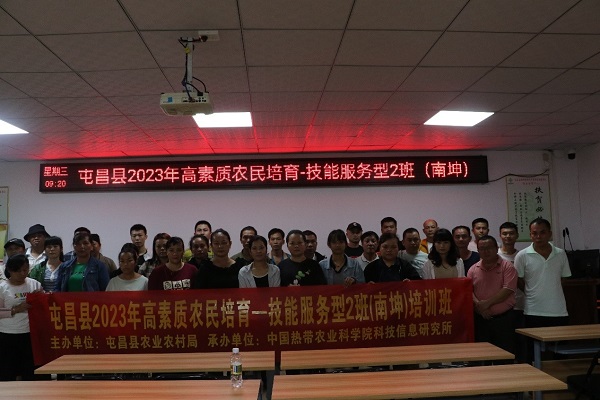 星期三
09:20
屯昌县2023年高素质农民培育-技能服务型2班（南坤）
屯昌县2023年高素质农民培育—技能服务型2班(南坤)培训班
主办单位：屯昌县农业农村局 承办单位：中国热带农业科学院科技信息研究所